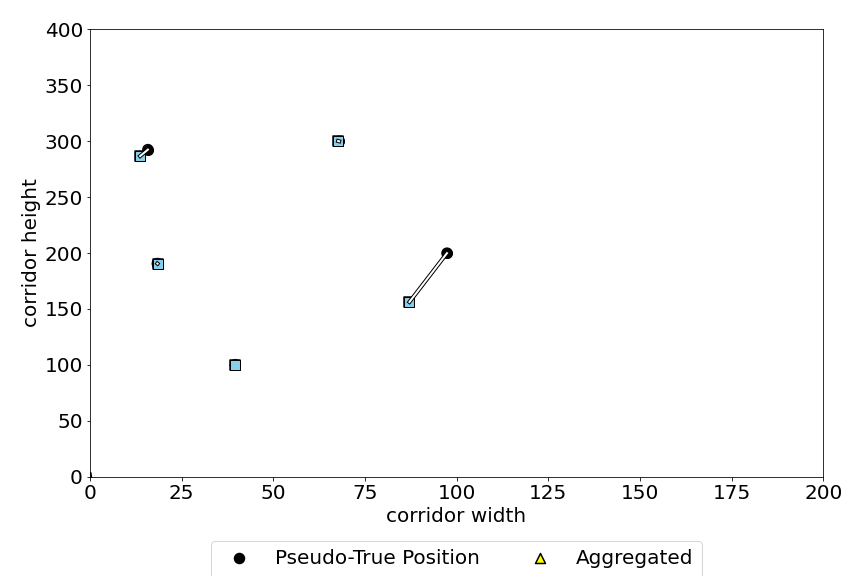 400
350
300
250
200
150
100
50
0
corridor height
0 25 50 75 100 125 150 175 200
corridor width
Pseudo-True Position Aggregated